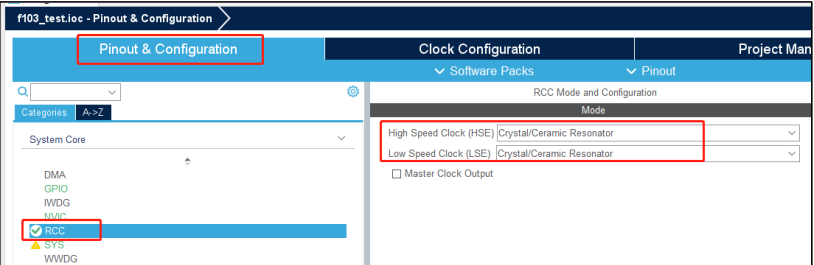 f103_test.ioc - Pinout & Configuration
Pinout & Configuration
Clock Configuration
Project Man
Software Packs
Pinout
RCC Mode and Configuration
Categories
A->Z
Mode
System Core
High Speed Clock (HSE) Crystal/Ceramic Resonator
Low Speed Clock (LSE) Crystal/Ceramic Resonator
Master Clock Output
DMA
GPIO
IWDG
NVIC
RCC
SYS
WWDG